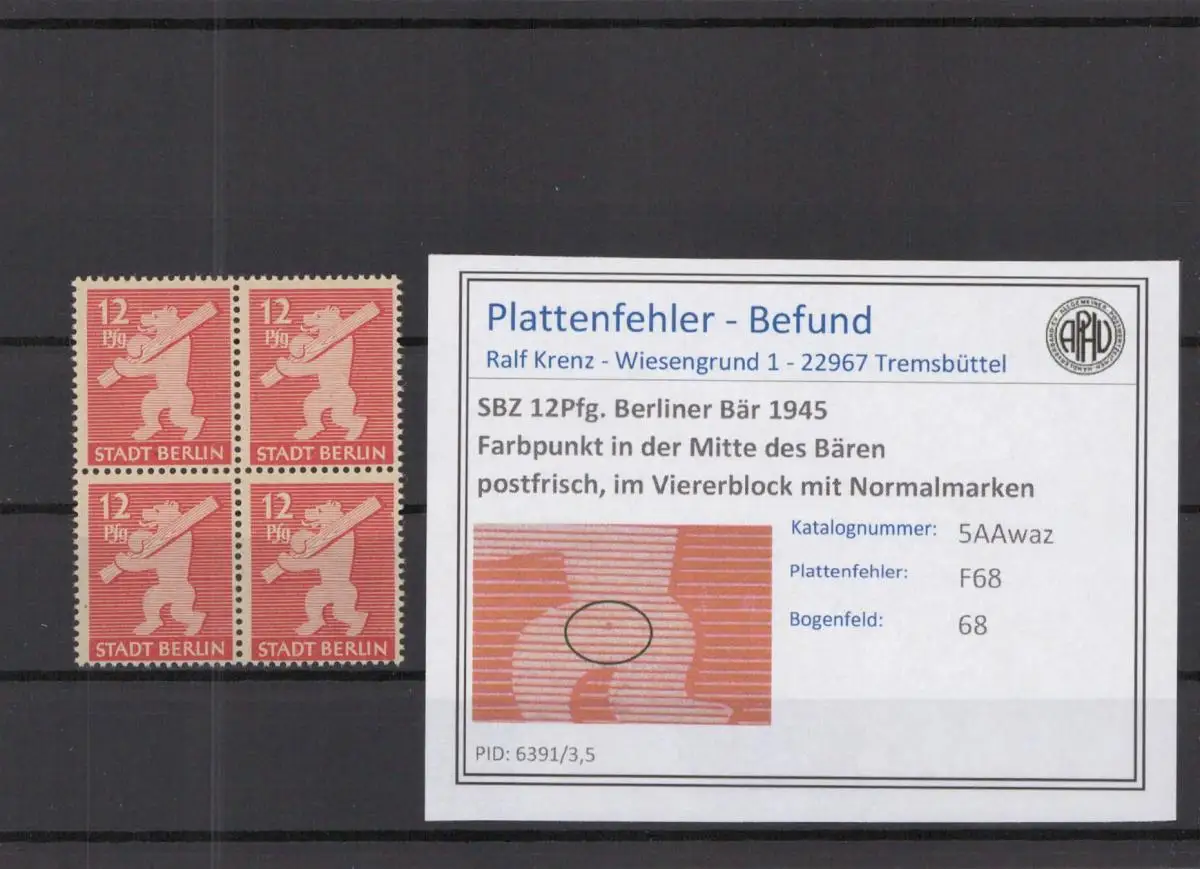 12
Pfg
STADT BERLIN
12
Pfg
STADT BERLIN
12
Pfg
STADT BERLIN
12
Pfg
STADT BERLIN
Plattenfehler - Befund
Ralf Krenz - Wiesengrund 1 - 22967 Tremsbüttel
APHV
SBZ 12Pfg. Berliner Bär 1945
Farbpunkt in der Mitte des Bären
postfrisch, im Viererblock mit Normalmarken
Katalognummer: 5AAwaz
Plattenfehler: F68
Bogenfeld: 68
PID: 6391/3,5